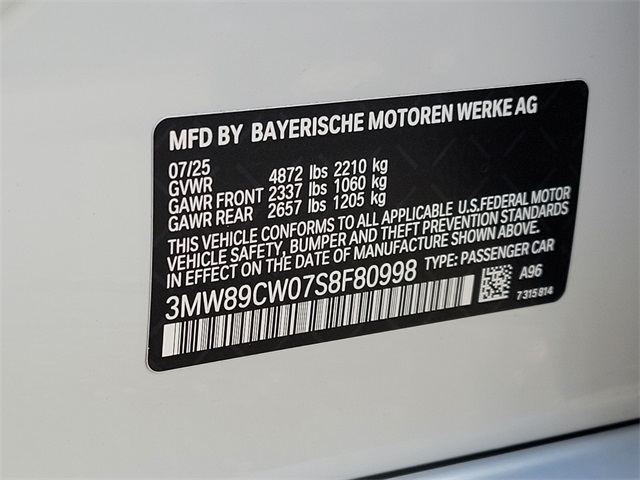 MFD BY BAYERISCHE MOTOREN WERKE AG
07/25
GVWR 4872 lbs 2210 kg
GAWR FRONT 2337 lbs 1060 kg
GAWR REAR 2657 lbs 1205 kg
THIS VEHICLE CONFORMS TO ALL APPLICABLE U.S.FEDERAL MOTOR
VEHICLE SAFETY, BUMPER AND THEFT PREVENTION STANDARDS
IN EFFECT ON THE DATE OF MANUFACTURE SHOWN ABOVE.
3MW89CW07S8F80998 TYPE: PASSENGER CAR
A96
7315814